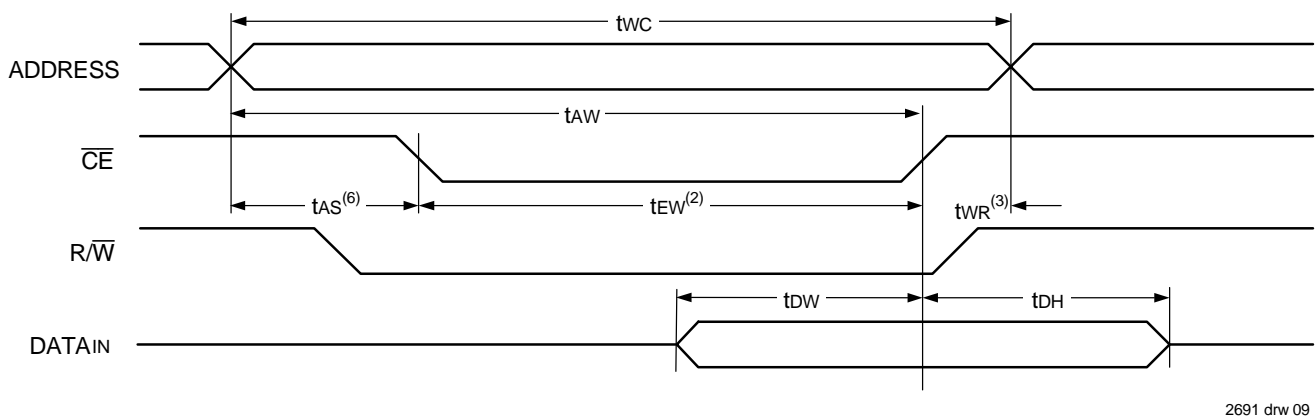 tWC
ADDRESS
tAW
CE
tAS(6)
tEW(2)
tWR(3)
R/W
tDW
tDH
DATAIN
2691 drw 09